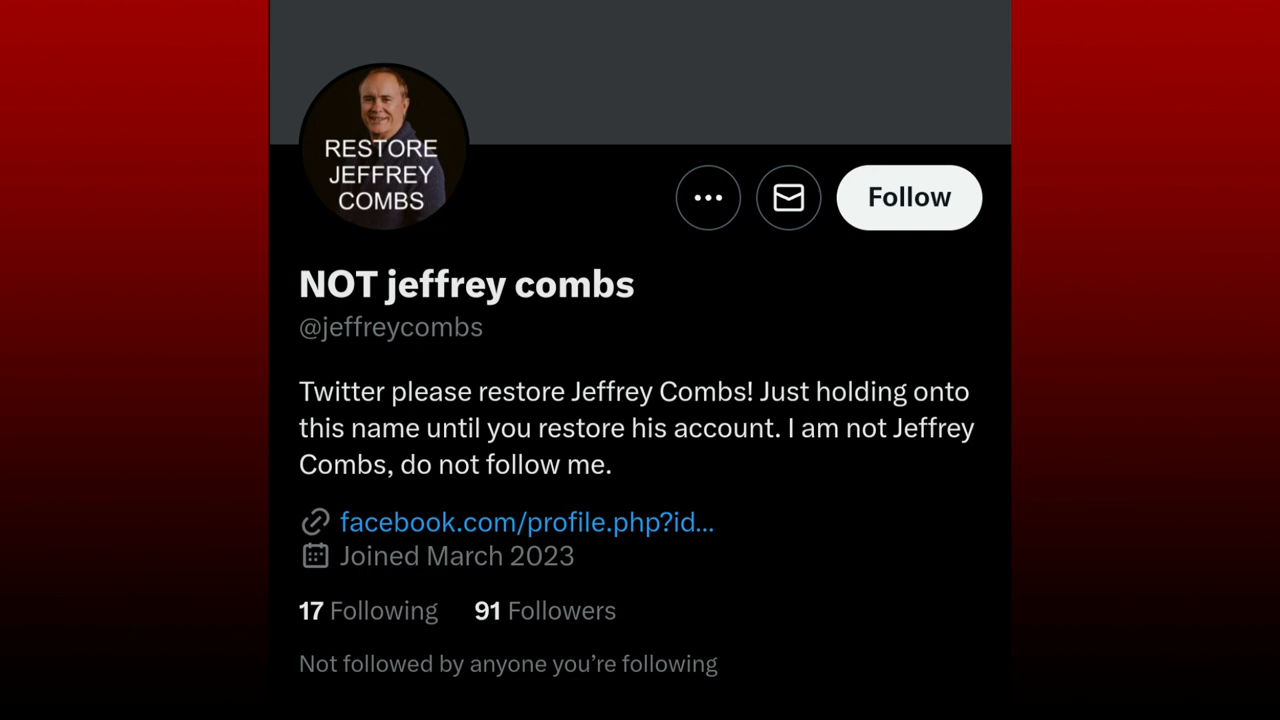 RESTORE
JEFFREY
COMBS
Follow
NOT jeffrey combs
@jeffreycombs
Twitter please restore Jeffrey Combs! Just holding onto
this name until you restore his account. I am not Jeffrey
Combs, do not follow me.
facebook.com/profile.php?id...
Joined March 2023
17 Following 91 Followers
Not followed by anyone you’re following